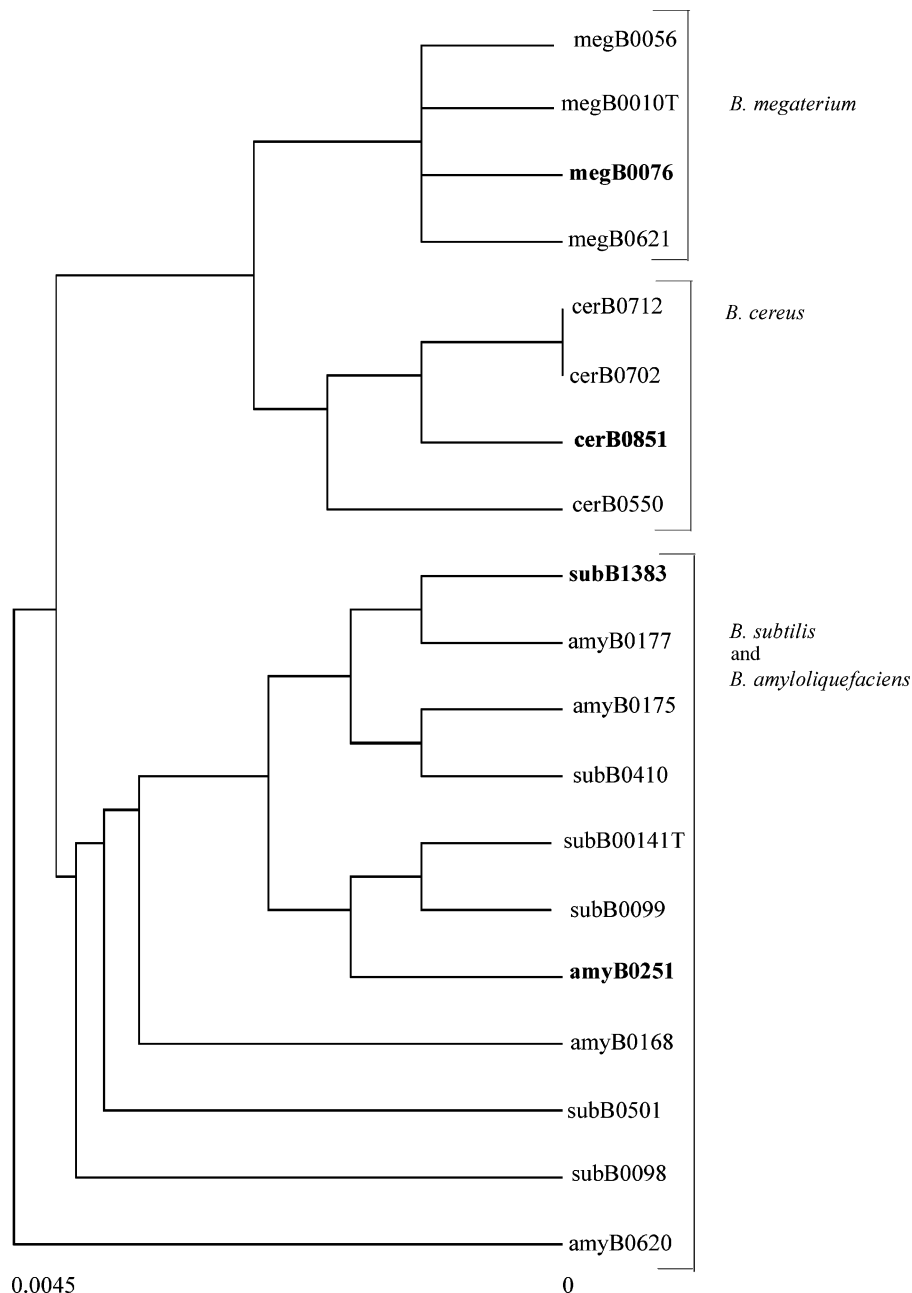 megB0056
megB0010T
B. megaterium
megB0076
megB0621
cerB0712
B. cereus
cerB0702
cerB0851
cerB0550
subB1383
B. subtilis
amyB0177
and
B. amyloliquefaciens
amyB0175
subB0410
subB00141T
subB0099
amyB0251
amyB0168
subB0501
subB0098
amyB0620
0.0045 0